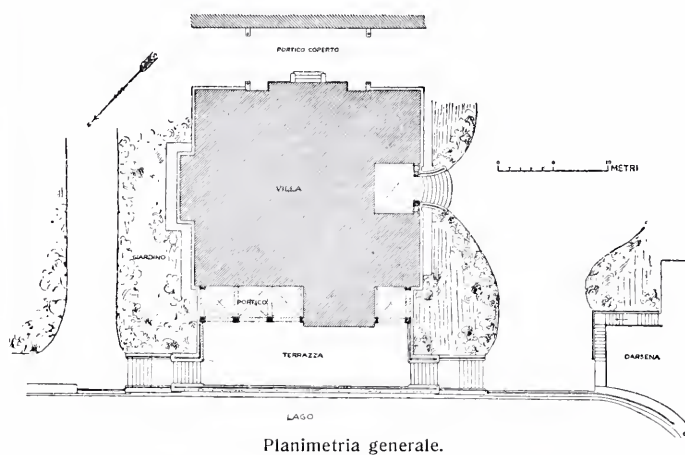 PORTICO COPERTO
METRI
VILLA
GIARDINO
PORTICO
TERRAZZA
DARSENA
LAGO
Planimetria generale.